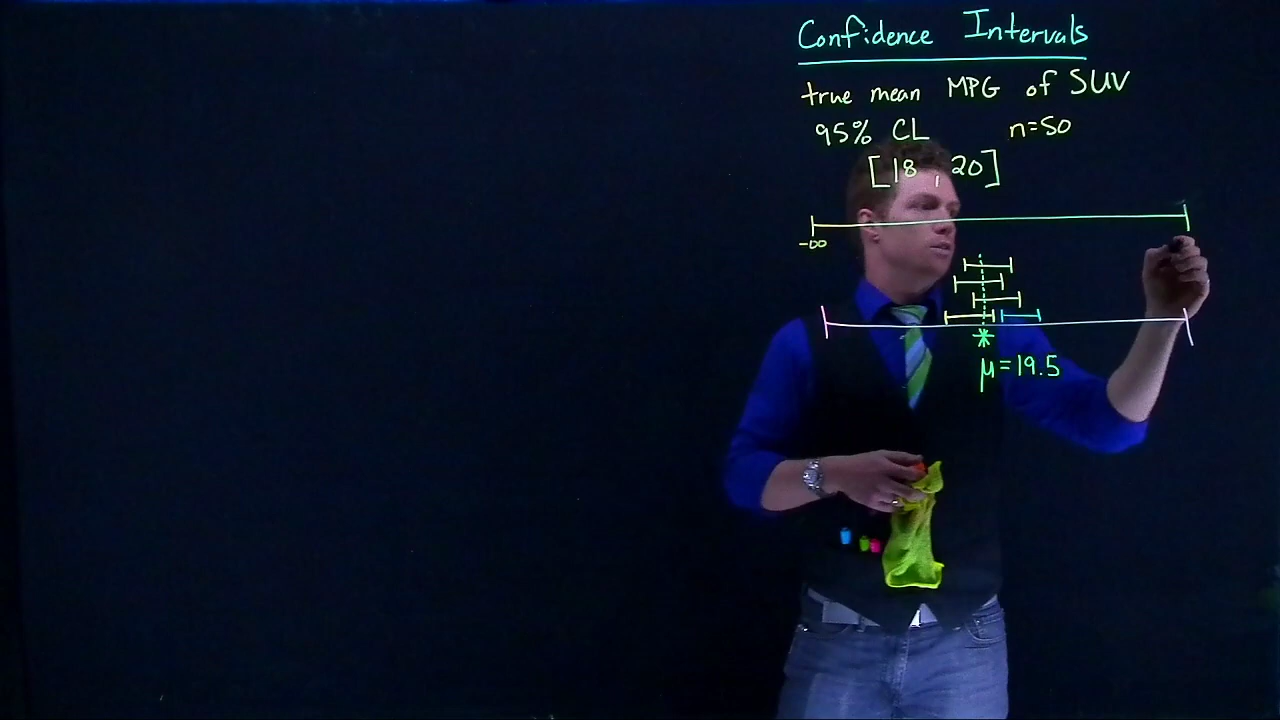 Confidence Intervals
true mean MPG of SUV
95% CL n=50
[18, 20]
-∞
μ=19.5